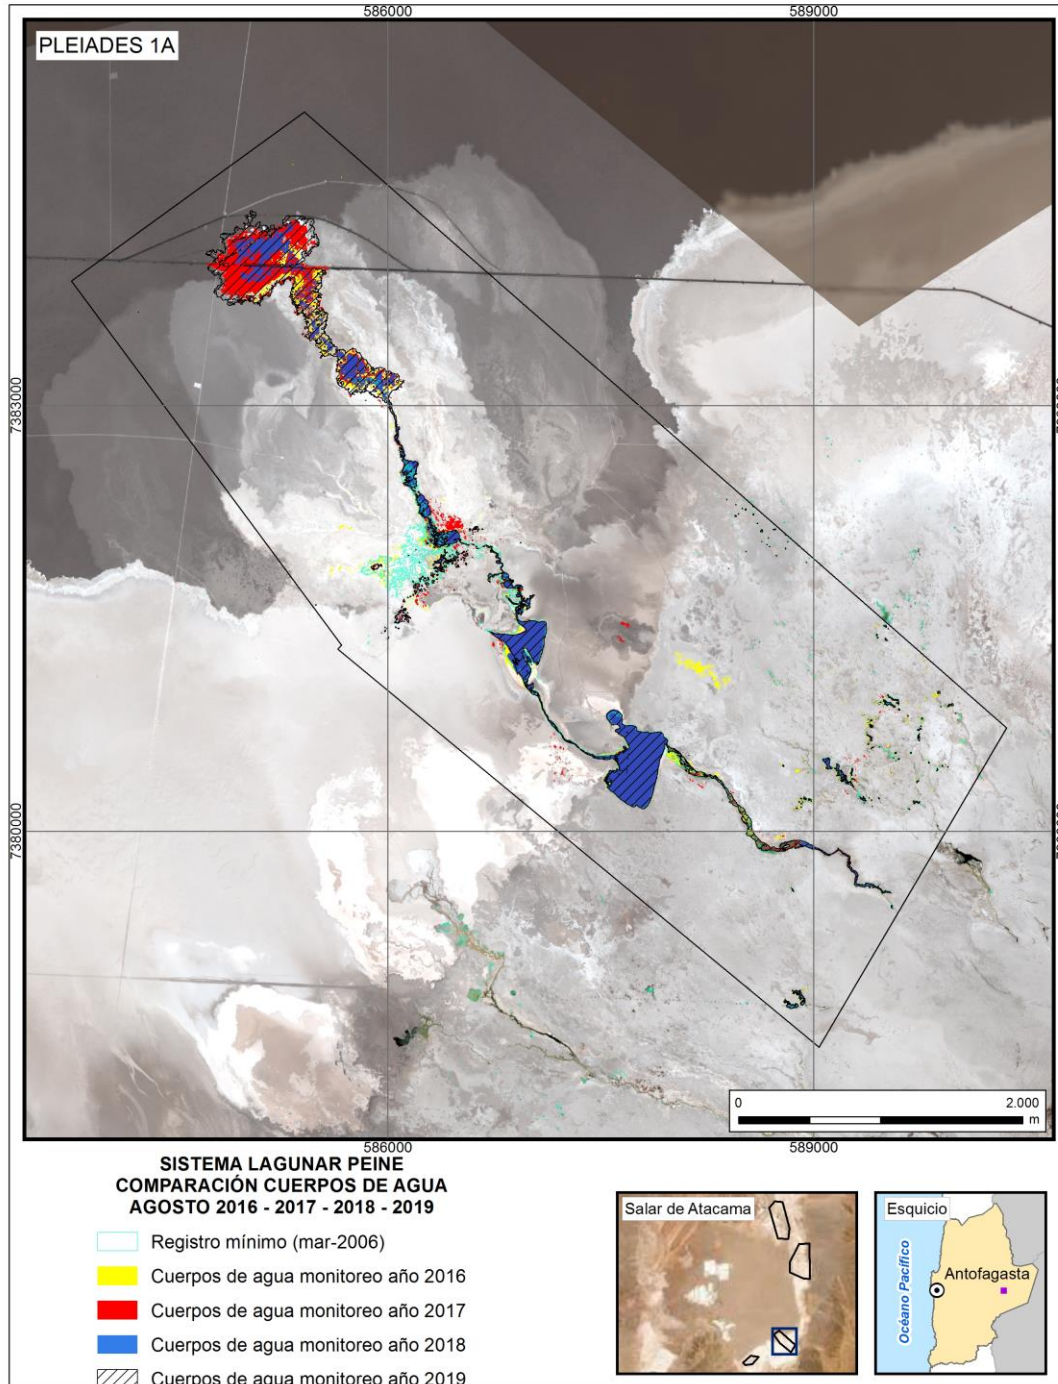 586000
589000
PLEIADES 1A
7383000
7380000
0
2.000
m
586000
589000
SISTEMA LAGUNAR PEINE
COMPARACIÓN CUERPOS DE AGUA
AGOSTO 2016 - 2017 - 2018 - 2019
Registro mínimo (mar-2006)
Cuerpos de agua monitoreo año 2016
Cuerpos de agua monitoreo año 2017
Cuerpos de agua monitoreo año 2018
Cuerpos de agua monitoreo año 2019
Salar de Atacama
Esquicio
Océano Pacífico
Antofagasta